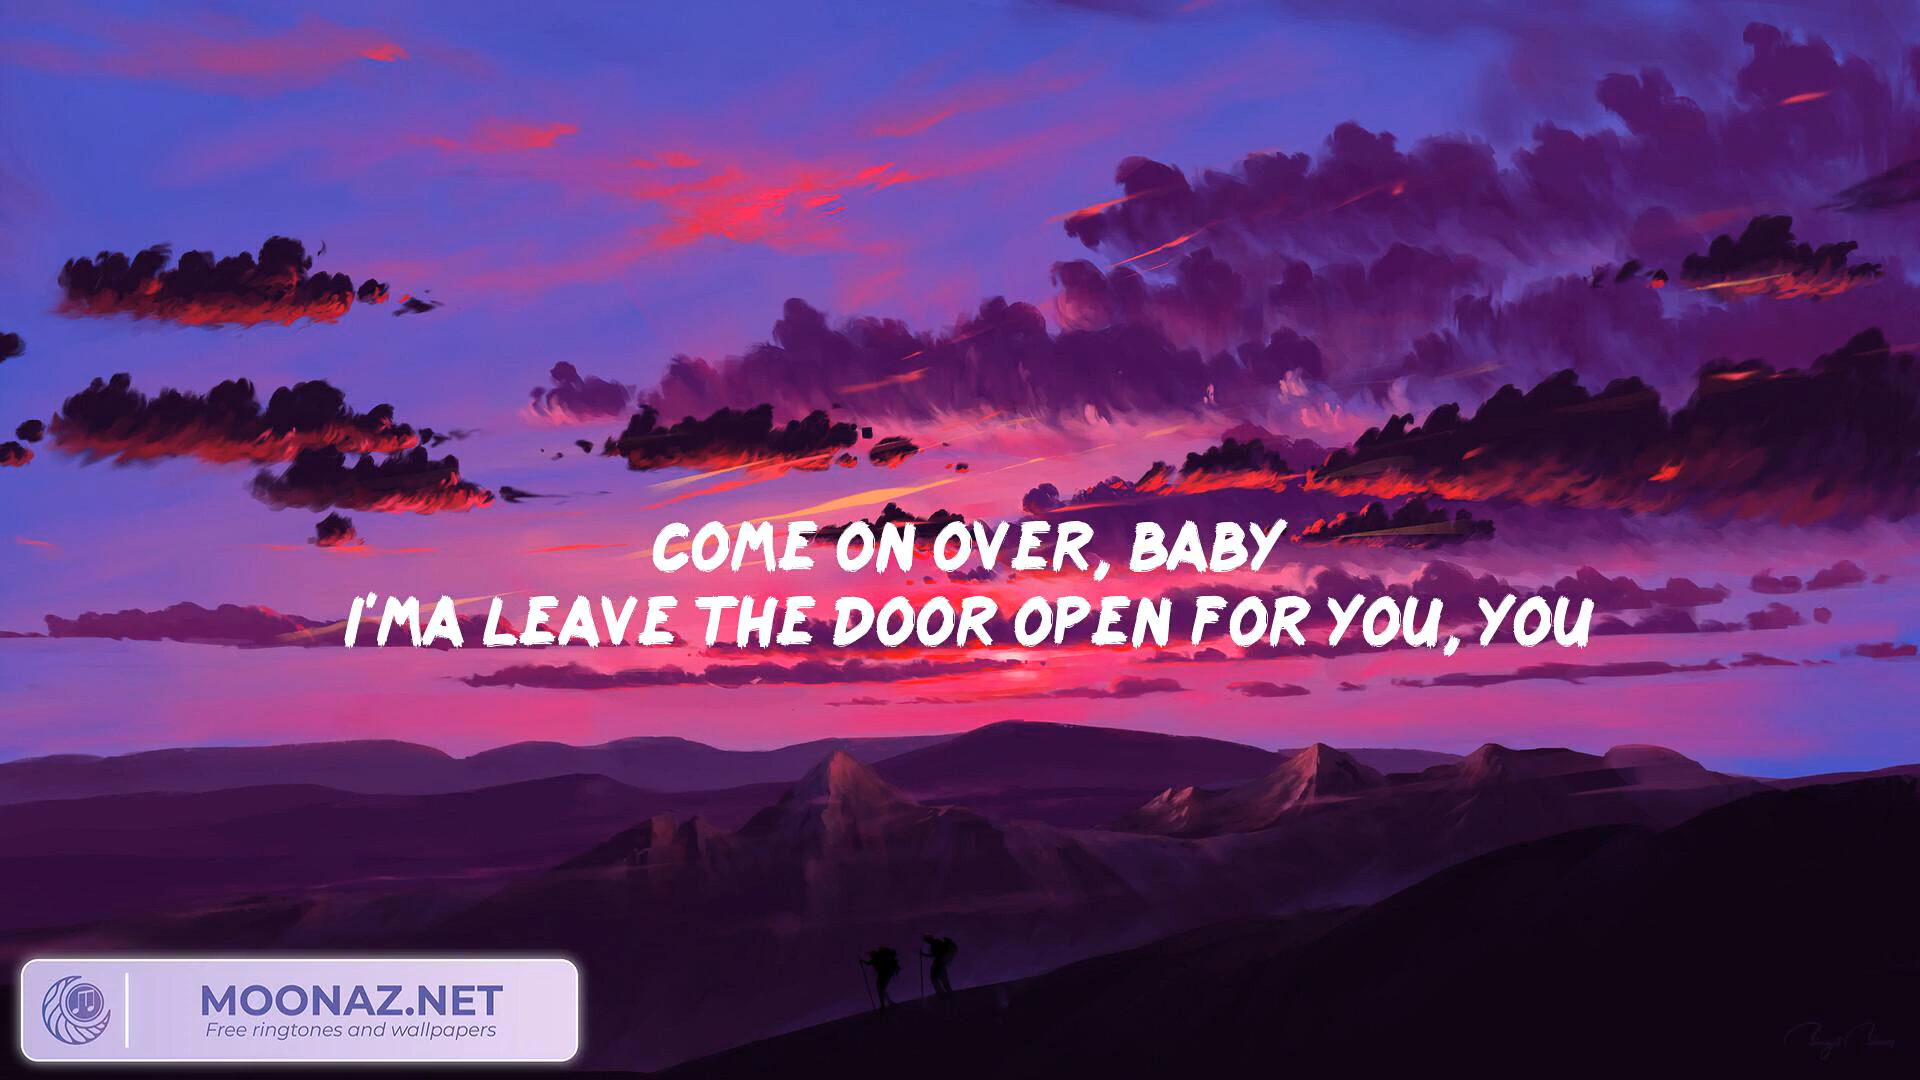 COME ON OVER, BABY
I'MA LEAVE THE DOOR OPEN FOR YOU, YOU
MOONAZ.NET
Free ringtones and wallpapers